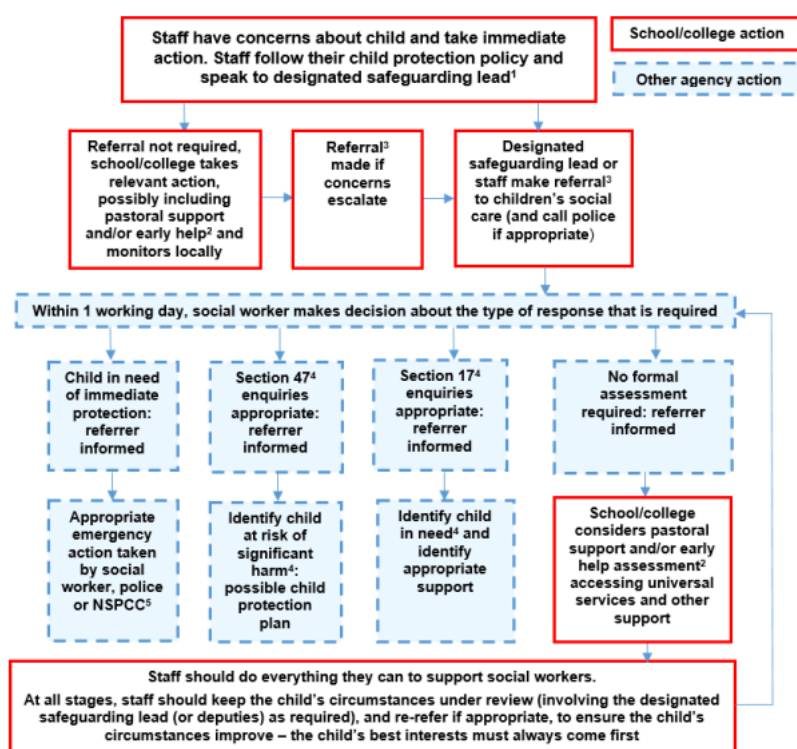 Staff have concerns about child and take immediate
action. Staff follow their child protection policy and
speak to designated safeguarding lead¹
School/college action
Other agency action
Referral not required,
school/college takes
relevant action,
possibly including
pastoral support
and/or early help² and
monitors locally
Referral³
made if
concerns
escalate
Designated
safeguarding lead or
staff make referral³
to children's social
care (and call police
if appropriate)
Within 1 working day, social worker makes decision about the type of response that is required
Child in need
of immediate
protection:
referrer
informed
Section 47⁴
enquiries
appropriate:
referrer
informed
Section 17⁴
enquiries
appropriate:
referrer
informed
No formal
assessment
required: referrer
informed
Appropriate
emergency
action taken
by social
worker, police
or NSPCC⁵
Identify child
at risk of
significant
harm⁴:
possible child
protection
plan
Identify child
in need⁴ and
identify
appropriate
support
School/college
considers pastoral
support and/or early
help assessment²
accessing universal
services and other
support
Staff should do everything they can to support social workers.
At all stages, staff should keep the child's circumstances under review (involving the designated
safeguarding lead (or deputies) as required), and re-refer if appropriate, to ensure the child's
circumstances improve – the child's best interests must always come first